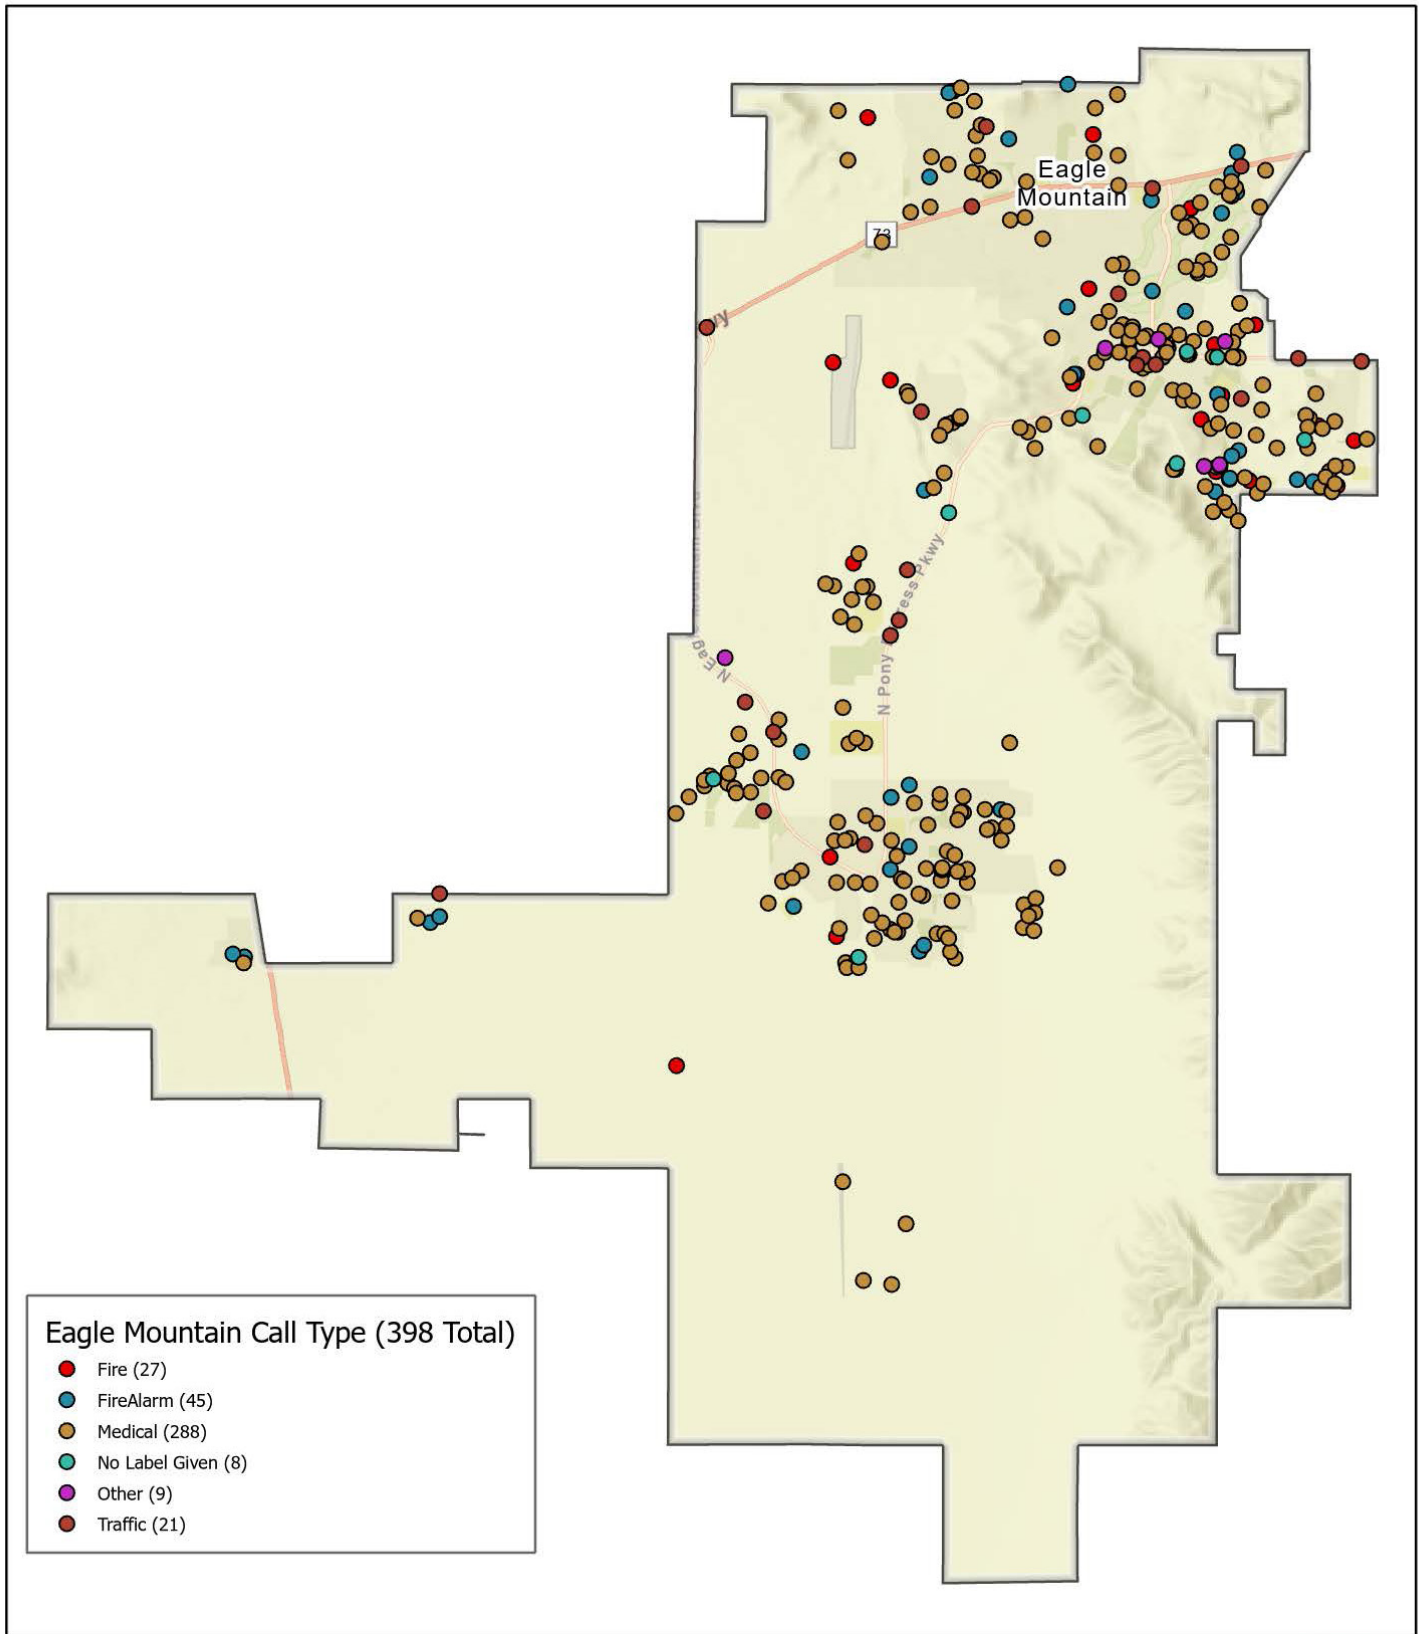 Eagle
Mountain
73
N Pony Pkwy
N Eag
Eagle Mountain Call Type (398 Total)
Fire (27)
FireAlarm (45)
Medical (288)
No Label Given (8)
Other (9)
Traffic (21)